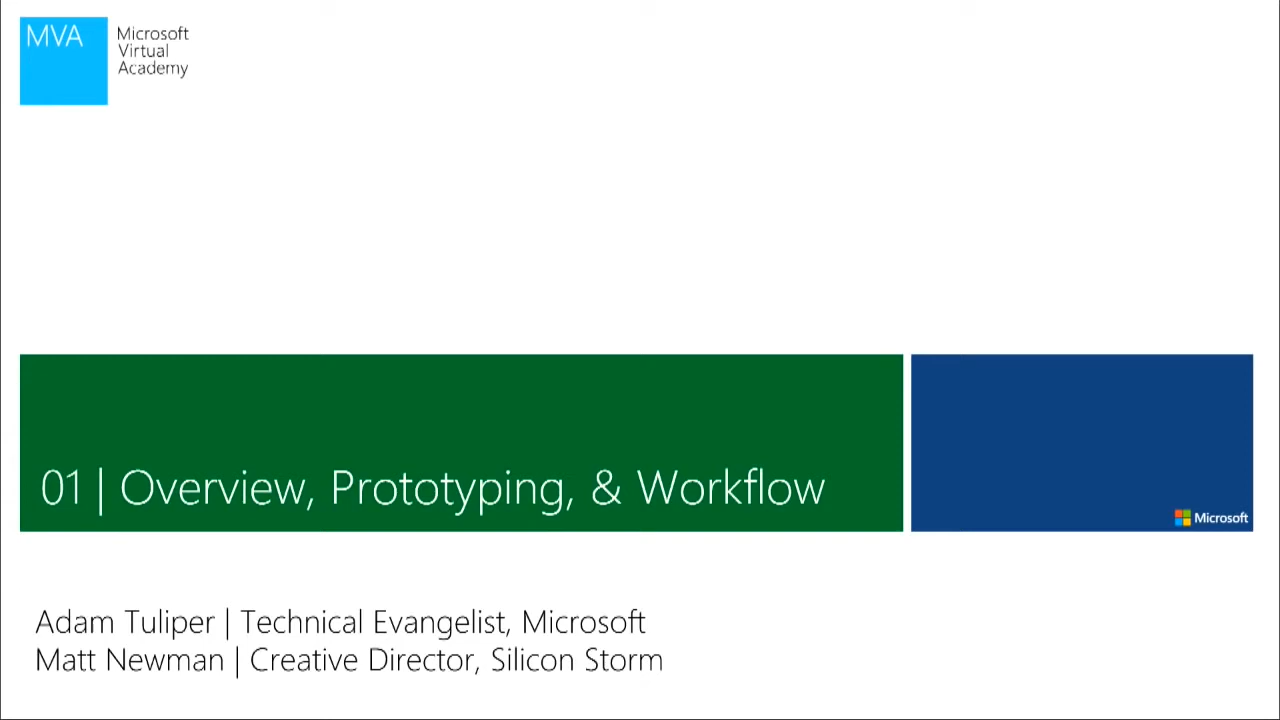 MVA
Microsoft
Virtual
Academy
01 | Overview, Prototyping, & Workflow
Microsoft
Adam Tuliper | Technical Evangelist, Microsoft
Matt Newman | Creative Director, Silicon Storm